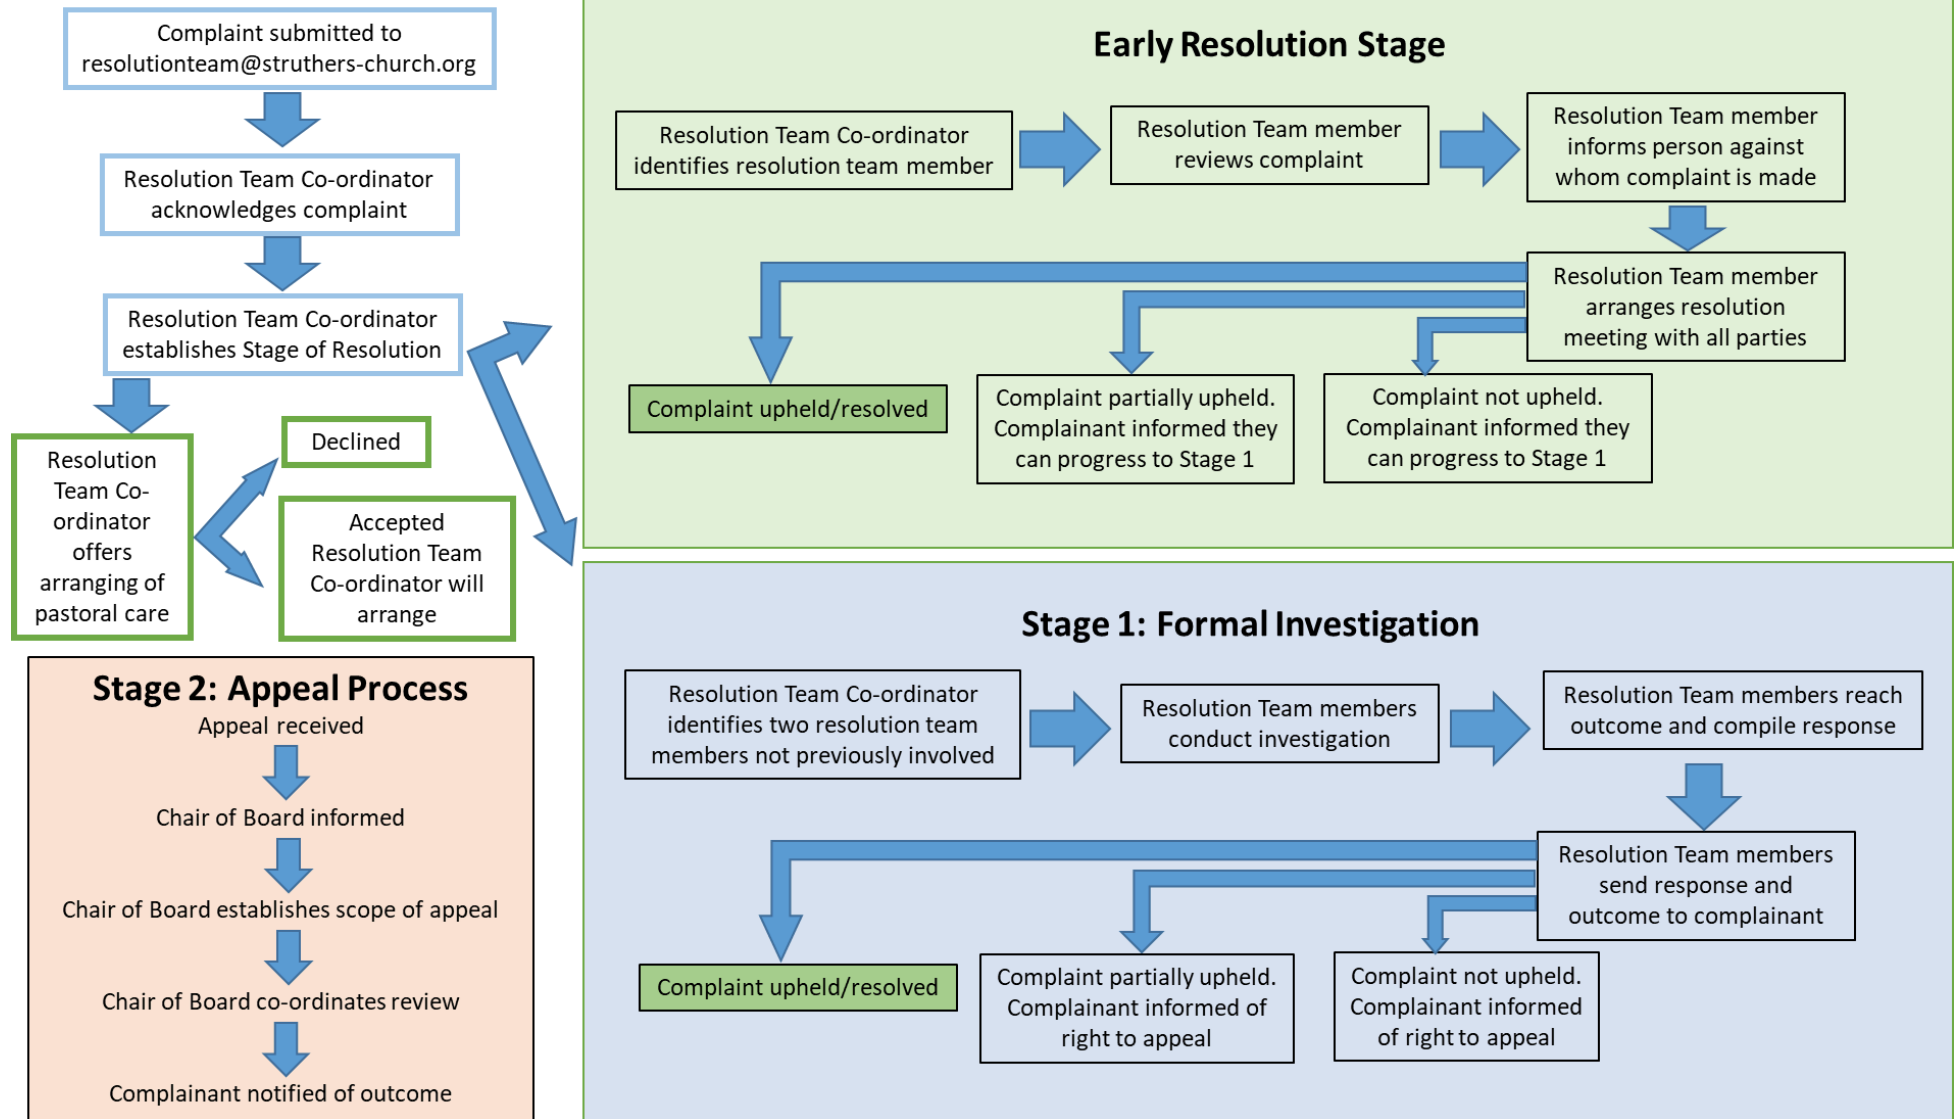 Complaint submitted to
resolutionteam@struthers-church.org
Resolution Team Co-ordinator
acknowledges complaint
Resolution Team Co-ordinator
establishes Stage of Resolution
Resolution
Team Co-
ordinator
offers
arranging of
pastoral care
Declined
Accepted
Resolution Team
Co-ordinator will
arrange
Early Resolution Stage
Resolution Team Co-ordinator
identifies resolution team member
Resolution Team member
reviews complaint
Resolution Team member
informs person against
whom complaint is made
Resolution Team member
arranges resolution
meeting with all parties
Complaint upheld/resolved
Complaint partially upheld.
Complainant informed they
can progress to Stage 1
Complaint not upheld.
Complainant informed they
can progress to Stage 1
Stage 1: Formal Investigation
Resolution Team Co-ordinator
identifies two resolution team
members not previously involved
Resolution Team members
conduct investigation
Resolution Team members reach
outcome and compile response
Resolution Team members
send response and
outcome to complainant
Complaint upheld/resolved
Complaint partially upheld.
Complainant informed of
right to appeal
Complaint not upheld.
Complainant informed
of right to appeal
Stage 2: Appeal Process
Appeal received
Chair of Board informed
Chair of Board establishes scope of appeal
Chair of Board co-ordinates review
Complainant notified of outcome